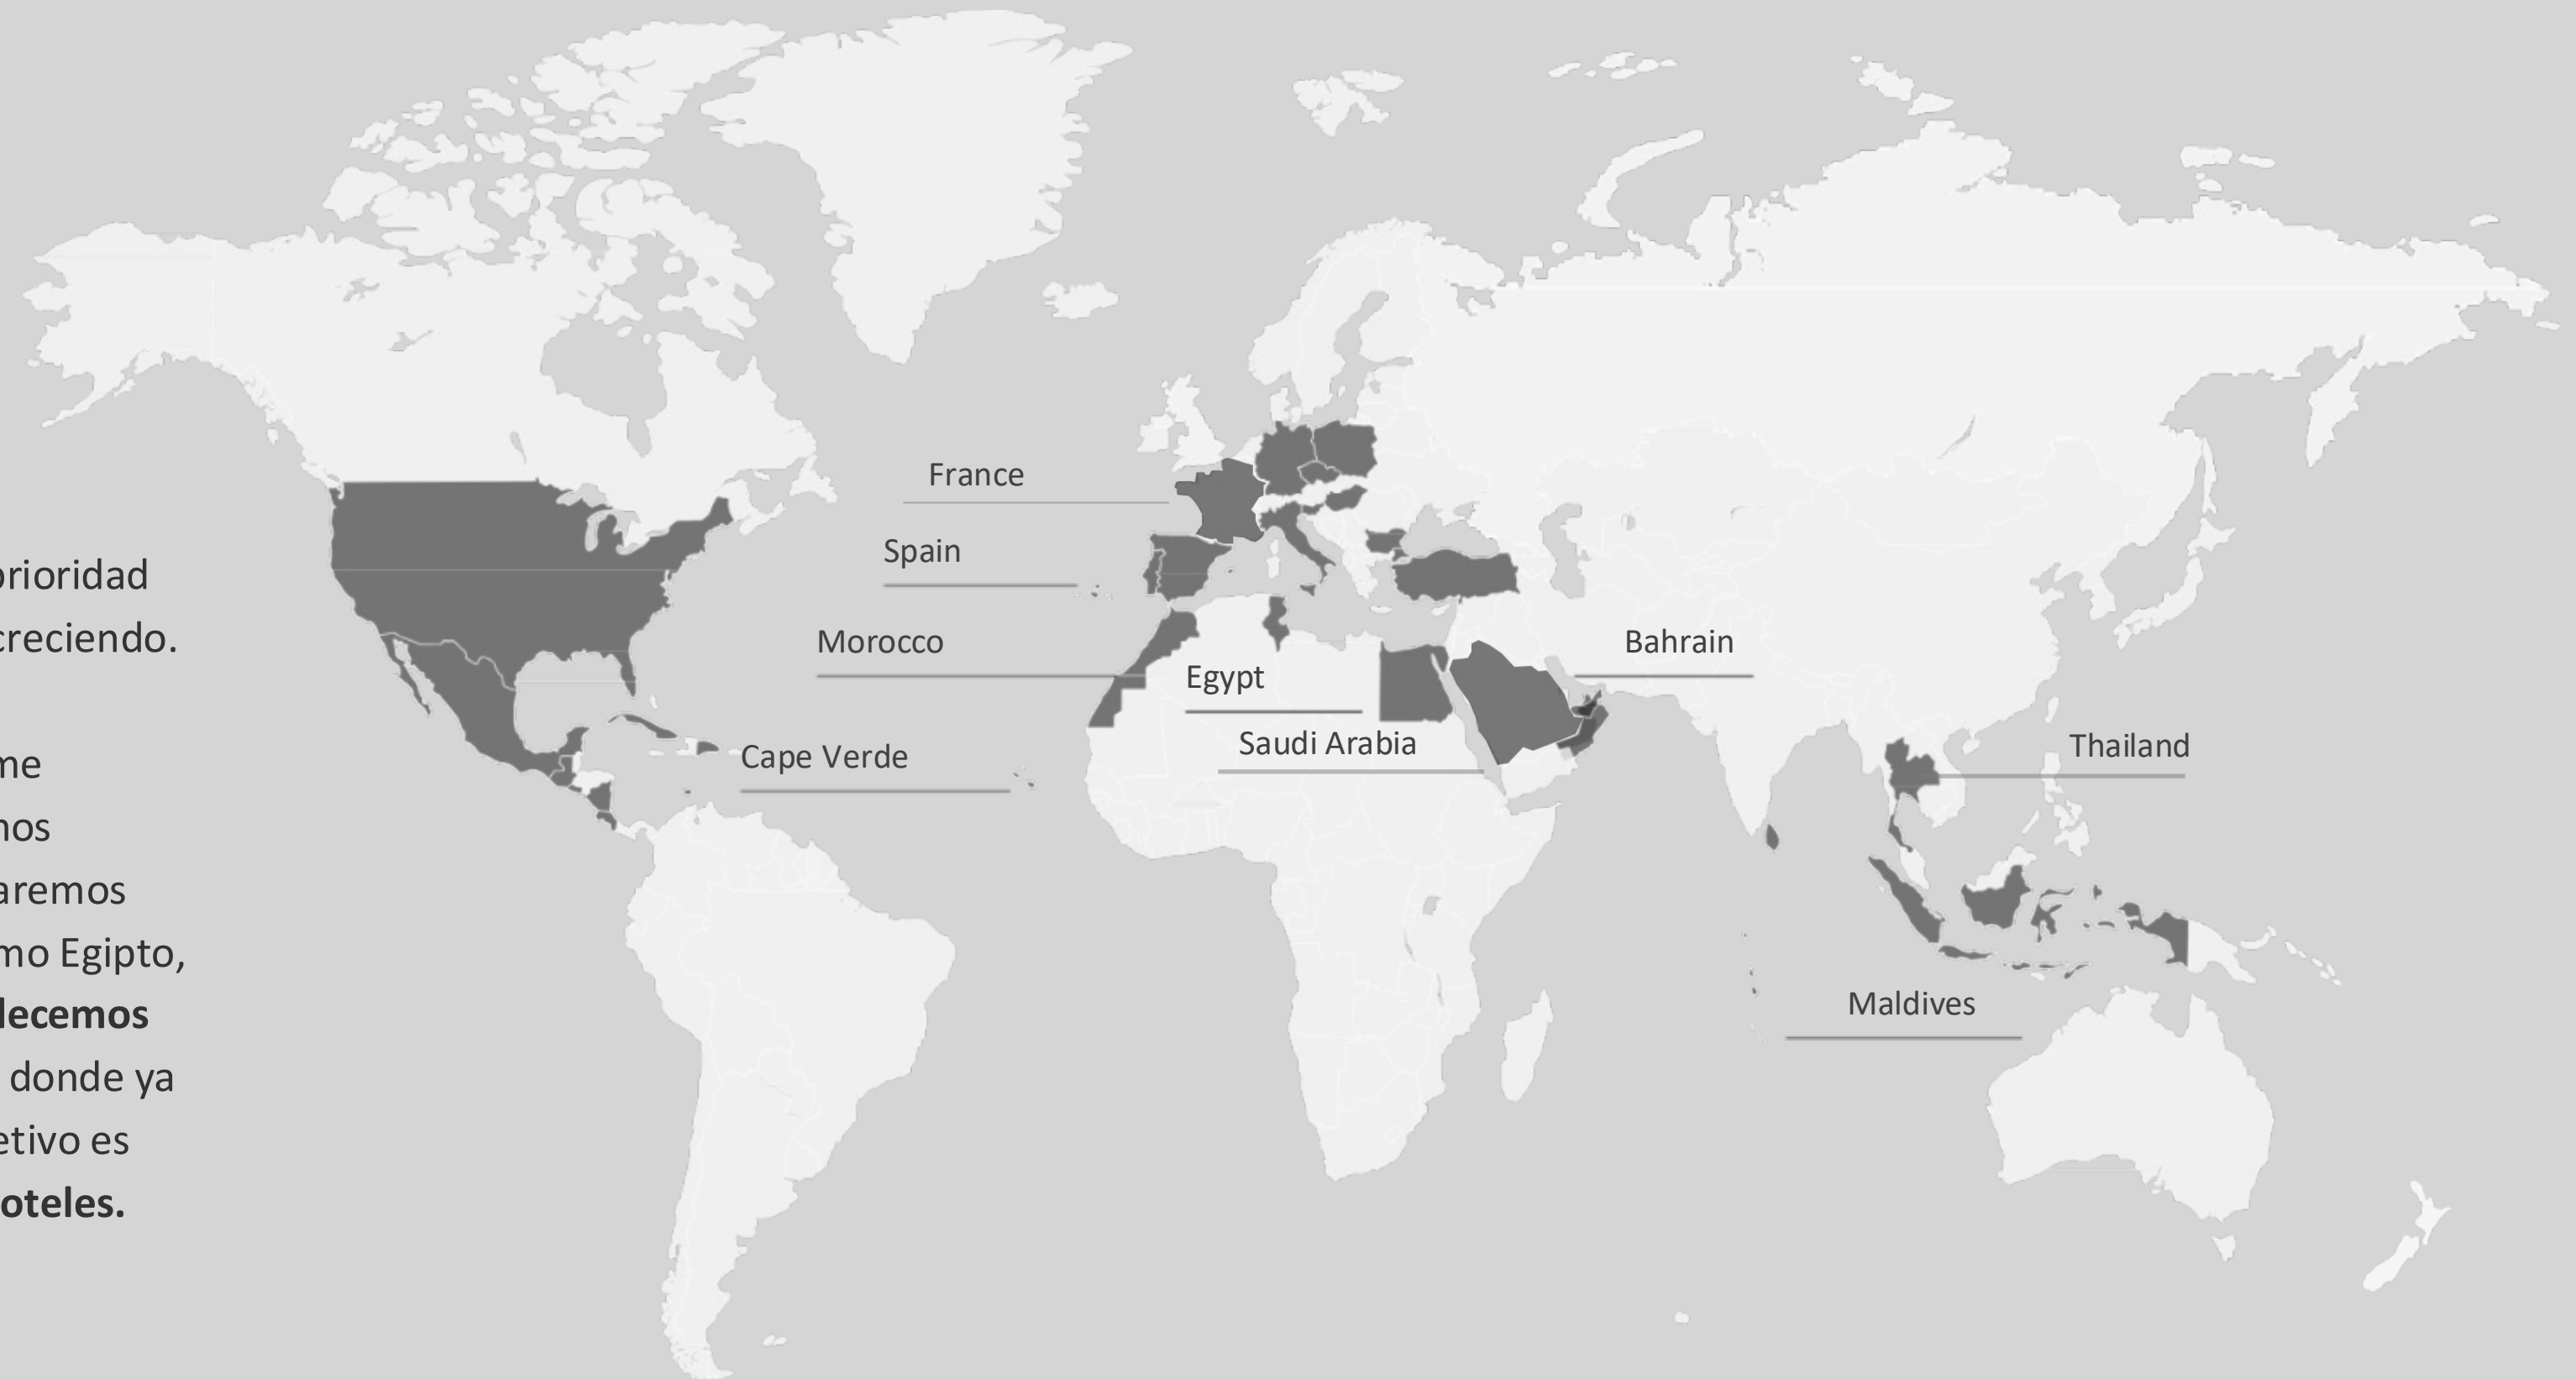 prioridad
creciendo.
me
nos
aremos
mo Egipto,
lecemos
donde ya
etivo es
oteles.
France
Spain
Morocco
Bahrain
Egypt
Saudi Arabia
Thailand
Cape Verde
Maldives